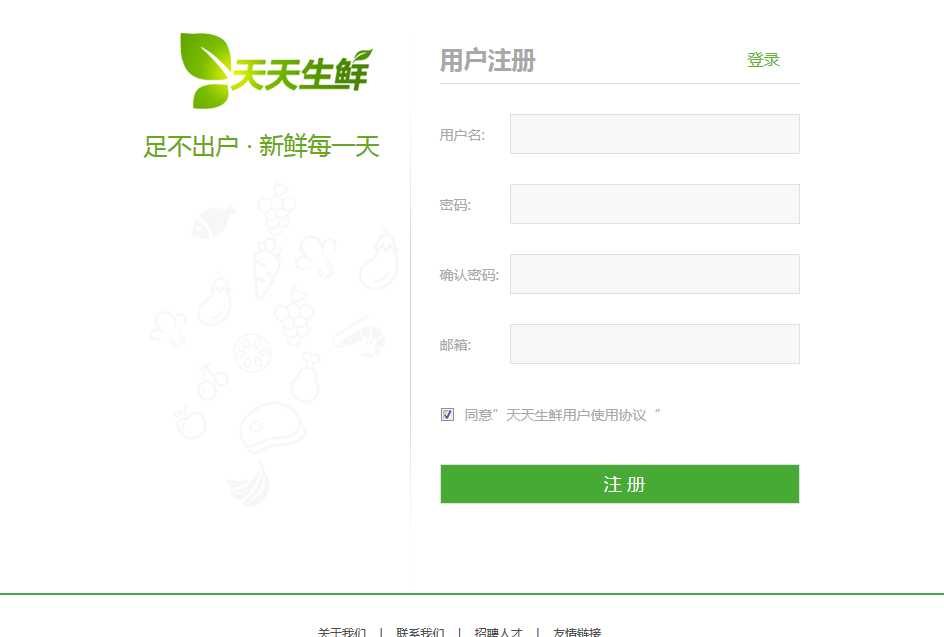 天天生鲜
足不出户 · 新鲜每一天
用户注册 登录
用户名:
密码:
确认密码:
邮箱:
同意”天天生鲜用户使用协议“
注 册
关于我们 | 联系我们 | 招聘人才 | 友情链接